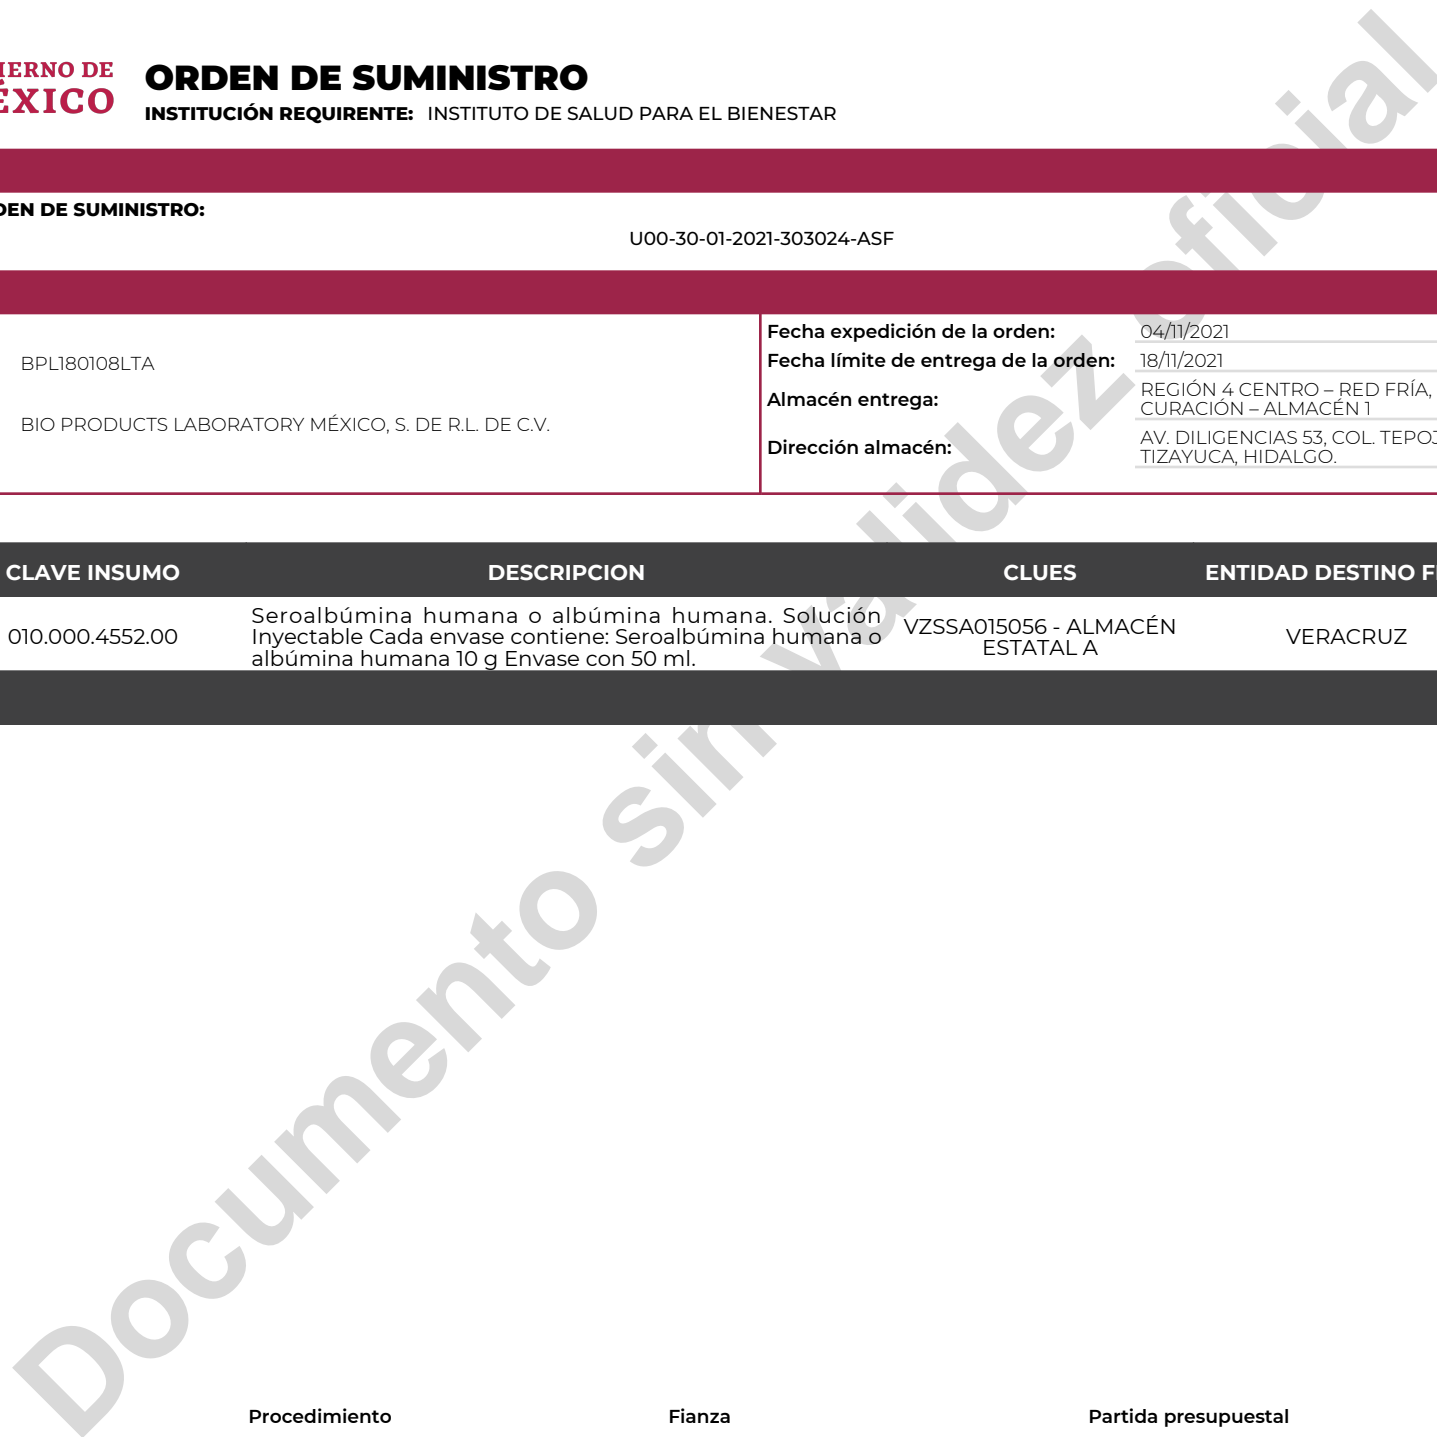 IERNO DE
ÉXICO
ORDEN DE SUMINISTRO
INSTITUCIÓN REQUIRENTE: INSTITUTO DE SALUD PARA EL BIENESTAR
DEN DE SUMINISTRO:
U00-30-01-2021-303024-ASF
BPL180108LTA
BIO PRODUCTS LABORATORY MÉXICO, S. DE R.L. DE C.V.
Fecha expedición de la orden: 04/11/2021
Fecha límite de entrega de la orden: 18/11/2021
Almacén entrega: REGIÓN 4 CENTRO – RED FRÍA,
CURACIÓN – ALMACÉN 1
Dirección almacén: AV. DILIGENCIAS 53, COL. TEPOJ
TIZAYUCA, HIDALGO.
CLAVE INSUMO DESCRIPCION CLUES ENTIDAD DESTINO F
010.000.4552.00
Seroalbúmina humana o albúmina humana. Solución
Inyectable Cada envase contiene: Seroalbúmina humana o
albúmina humana 10 g Envase con 50 ml.
VZSSA015056 - ALMACÉN
ESTATAL A
VERACRUZ
Documento sin validez oficial
Procedimiento Fianza Partida presupuestal